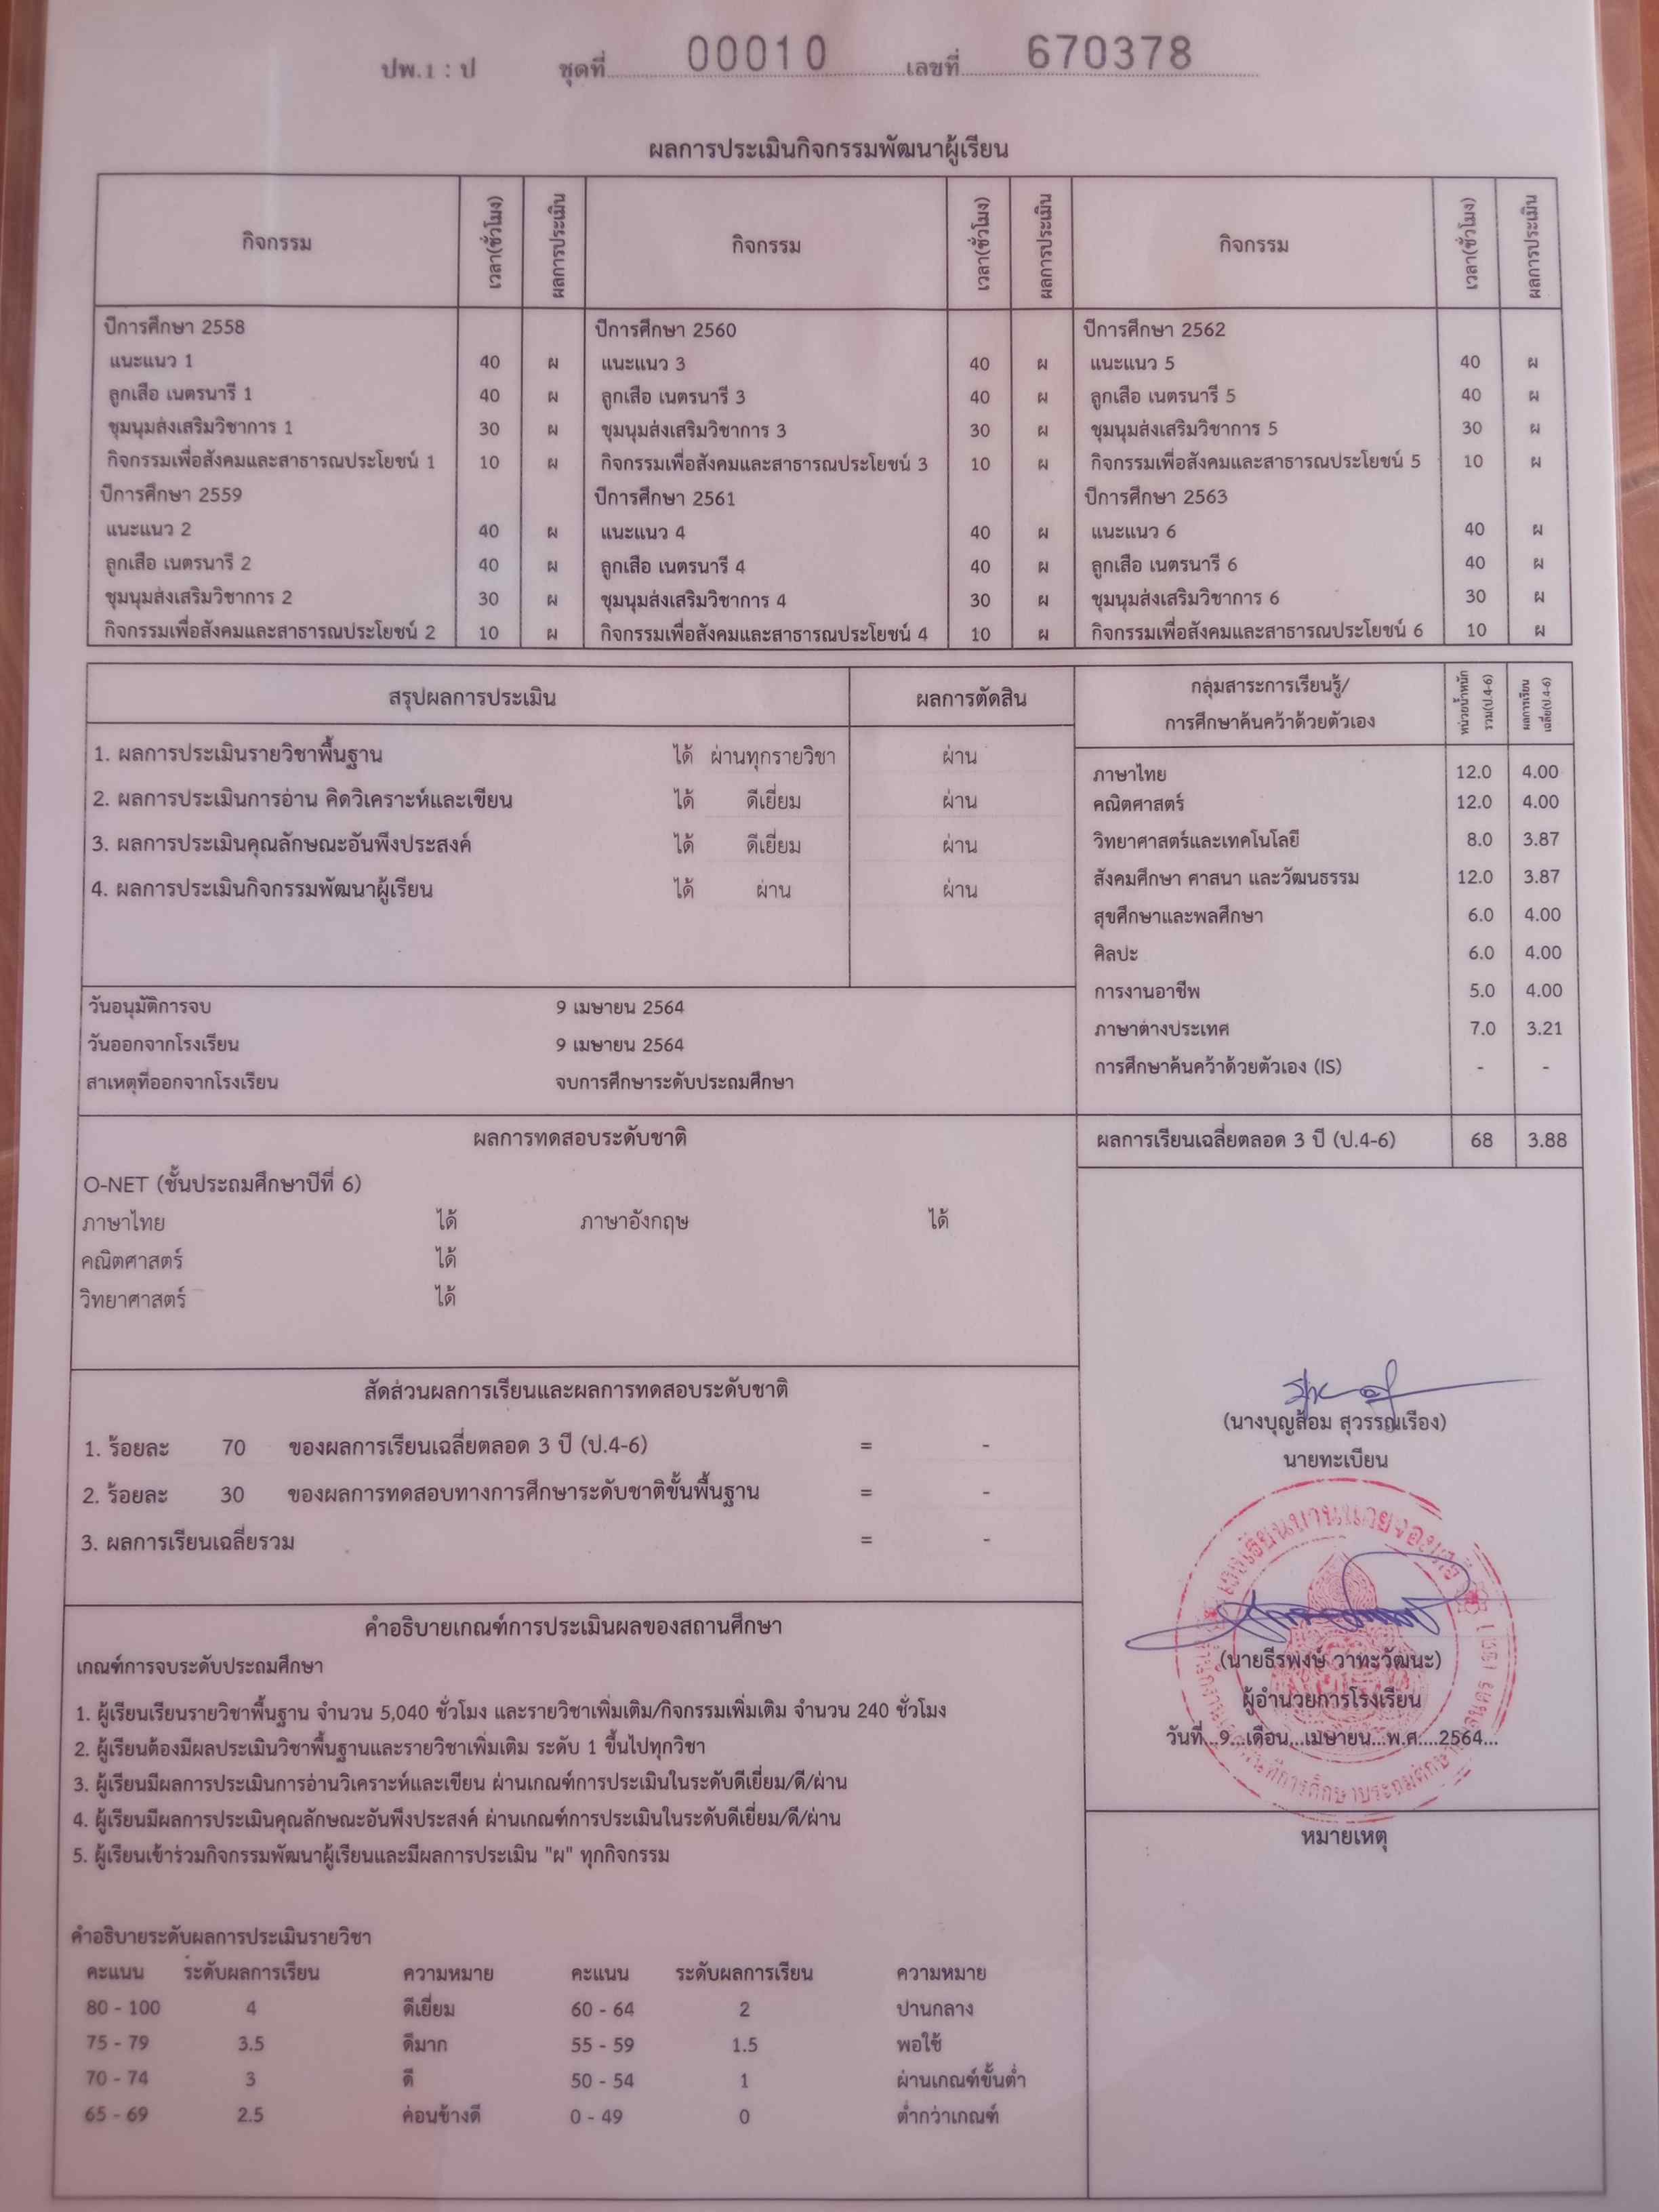 ปพ.1 : ป ชุดที่ 00010 เลขที่ 670378
ผลการประเมินกิจกรรมพัฒนาผู้เรียน
กิจกรรม เวลา(ชั่วโมง) ผลการประเมิน กิจกรรม เวลา(ชั่วโมง) ผลการประเมิน กิจกรรม เวลา(ชั่วโมง) ผลการประเมิน
ปีการศึกษา 2558 ปีการศึกษา 2560 ปีการศึกษา 2562
แนะแนว 1 40 ผ แนะแนว 3 40 ผ แนะแนว 5 40 ผ
ลูกเสือ เนตรนารี 1 40 ผ ลูกเสือ เนตรนารี 3 40 ผ ลูกเสือ เนตรนารี 5 40 ผ
ชุมนุมส่งเสริมวิชาการ 1 30 ผ ชุมนุมส่งเสริมวิชาการ 3 30 ผ ชุมนุมส่งเสริมวิชาการ 5 30 ผ
กิจกรรมเพื่อสังคมและสาธารณประโยชน์ 1 10 ผ กิจกรรมเพื่อสังคมและสาธารณประโยชน์ 3 10 ผ กิจกรรมเพื่อสังคมและสาธารณประโยชน์ 5 10 ผ
ปีการศึกษา 2559 ปีการศึกษา 2561 ปีการศึกษา 2563
แนะแนว 2 40 ผ แนะแนว 4 40 ผ แนะแนว 6 40 ผ
ลูกเสือ เนตรนารี 2 40 ผ ลูกเสือ เนตรนารี 4 40 ผ ลูกเสือ เนตรนารี 6 40 ผ
ชุมนุมส่งเสริมวิชาการ 2 30 ผ ชุมนุมส่งเสริมวิชาการ 4 30 ผ ชุมนุมส่งเสริมวิชาการ 6 30 ผ
กิจกรรมเพื่อสังคมและสาธารณประโยชน์ 2 10 ผ กิจกรรมเพื่อสังคมและสาธารณประโยชน์ 4 10 ผ กิจกรรมเพื่อสังคมและสาธารณประโยชน์ 6 10 ผ
สรุปผลการประเมิน ผลการตัดสิน
1. ผลการประเมินรายวิชาพื้นฐาน ได้ ผ่านทุกรายวิชา ผ่าน
2. ผลการประเมินการอ่าน คิดวิเคราะห์และเขียน ได้ ดีเยี่ยม ผ่าน
3. ผลการประเมินคุณลักษณะอันพึงประสงค์ ได้ ดีเยี่ยม ผ่าน
4. ผลการประเมินกิจกรรมพัฒนาผู้เรียน ได้ ผ่าน ผ่าน
วันอนุมัติการจบ 9 เมษายน 2564
วันออกจากโรงเรียน 9 เมษายน 2564
สาเหตุที่ออกจากโรงเรียน จบการศึกษาระดับประถมศึกษา
กลุ่มสาระการเรียนรู้/
การศึกษาค้นคว้าด้วยตัวเอง
หน่วยน้ำหนัก
รวม(ป.4-6)
ผลการเรียน
เฉลี่ย(ป.4-6)
ภาษาไทย 12.0 4.00
คณิตศาสตร์ 12.0 4.00
วิทยาศาสตร์และเทคโนโลยี 8.0 3.87
สังคมศึกษา ศาสนา และวัฒนธรรม 12.0 3.87
สุขศึกษาและพลศึกษา 6.0 4.00
ศิลปะ 6.0 4.00
การงานอาชีพ 5.0 4.00
ภาษาต่างประเทศ 7.0 3.21
การศึกษาค้นคว้าด้วยตัวเอง (IS) - -
ผลการเรียนเฉลี่ยตลอด 3 ปี (ป.4-6) 68 3.88
ผลการทดสอบระดับชาติ
O-NET (ชั้นประถมศึกษาปีที่ 6)
ภาษาไทย ได้ ภาษาอังกฤษ ได้
คณิตศาสตร์ ได้
วิทยาศาสตร์ ได้
สัดส่วนผลการเรียนและผลการทดสอบระดับชาติ
1. ร้อยละ 70 ของผลการเรียนเฉลี่ยตลอด 3 ปี (ป.4-6) = -
2. ร้อยละ 30 ของผลการทดสอบทางการศึกษาระดับชาติขั้นพื้นฐาน = -
3. ผลการเรียนเฉลี่ยรวม = -
(นางบุญส้อม สุวรรณเรือง)
นายทะเบียน
(นายธีรพงษ์ วาทะวัฒนะ)
ผู้อำนวยการโรงเรียน
วันที่...9...เดือน...เมษายน...พ.ศ....2564...
หมายเหตุ
คำอธิบายเกณฑ์การประเมินผลของสถานศึกษา
เกณฑ์การจบระดับประถมศึกษา
1. ผู้เรียนเรียนรายวิชาพื้นฐาน จำนวน 5,040 ชั่วโมง และรายวิชาเพิ่มเติม/กิจกรรมเพิ่มเติม จำนวน 240 ชั่วโมง
2. ผู้เรียนต้องมีผลประเมินวิชาพื้นฐานและรายวิชาเพิ่มเติม ระดับ 1 ขึ้นไปทุกวิชา
3. ผู้เรียนมีผลการประเมินการอ่านวิเคราะห์และเขียน ผ่านเกณฑ์การประเมินในระดับดีเยี่ยม/ดี/ผ่าน
4. ผู้เรียนมีผลการประเมินคุณลักษณะอันพึงประสงค์ ผ่านเกณฑ์การประเมินในระดับดีเยี่ยม/ดี/ผ่าน
5. ผู้เรียนเข้าร่วมกิจกรรมพัฒนาผู้เรียนและมีผลการประเมิน "ผ" ทุกกิจกรรม
คำอธิบายระดับผลการประเมินรายวิชา
คะแนน ระดับผลการเรียน ความหมาย คะแนน ระดับผลการเรียน ความหมาย
80 - 100 4 ดีเยี่ยม 60 - 64 2 ปานกลาง
75 - 79 3.5 ดีมาก 55 - 59 1.5 พอใช้
70 - 74 3 ดี 50 - 54 1 ผ่านเกณฑ์ขั้นต่ำ
65 - 69 2.5 ค่อนข้างดี 0 - 49 0 ต่ำกว่าเกณฑ์